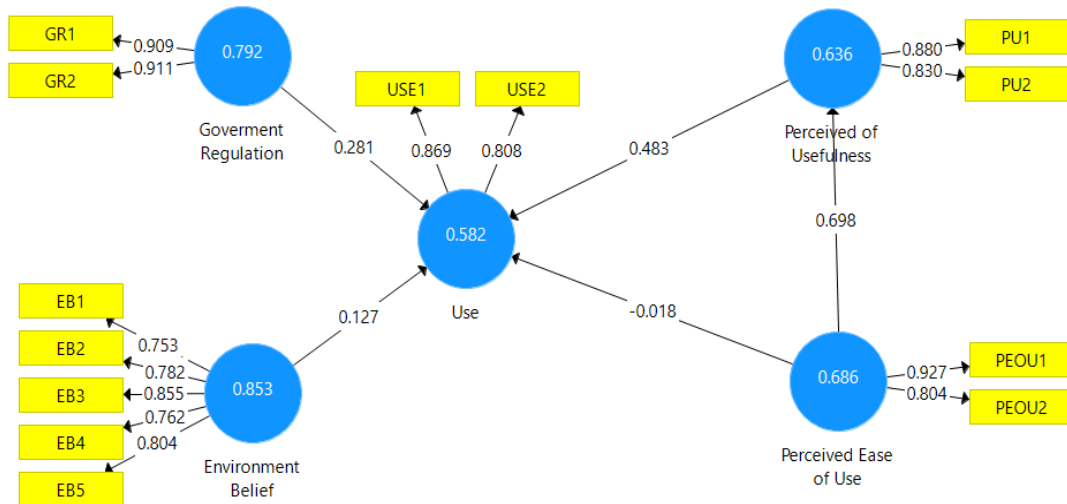 GR1
GR2
0.909
0.911
0.792
Goverment
Regulation
USE1
USE2
0.869
0.808
0.281
0.582
Use
0.636
Perceived of
Usefulness
0.880
0.830
PU1
PU2
0.483
0.698
EB1
EB2
EB3
EB4
EB5
0.753
0.782
0.855
0.762
0.804
0.853
Environment
Belief
0.127
-0.018
0.686
Perceived Ease
of Use
0.927
0.804
PEOU1
PEOU2